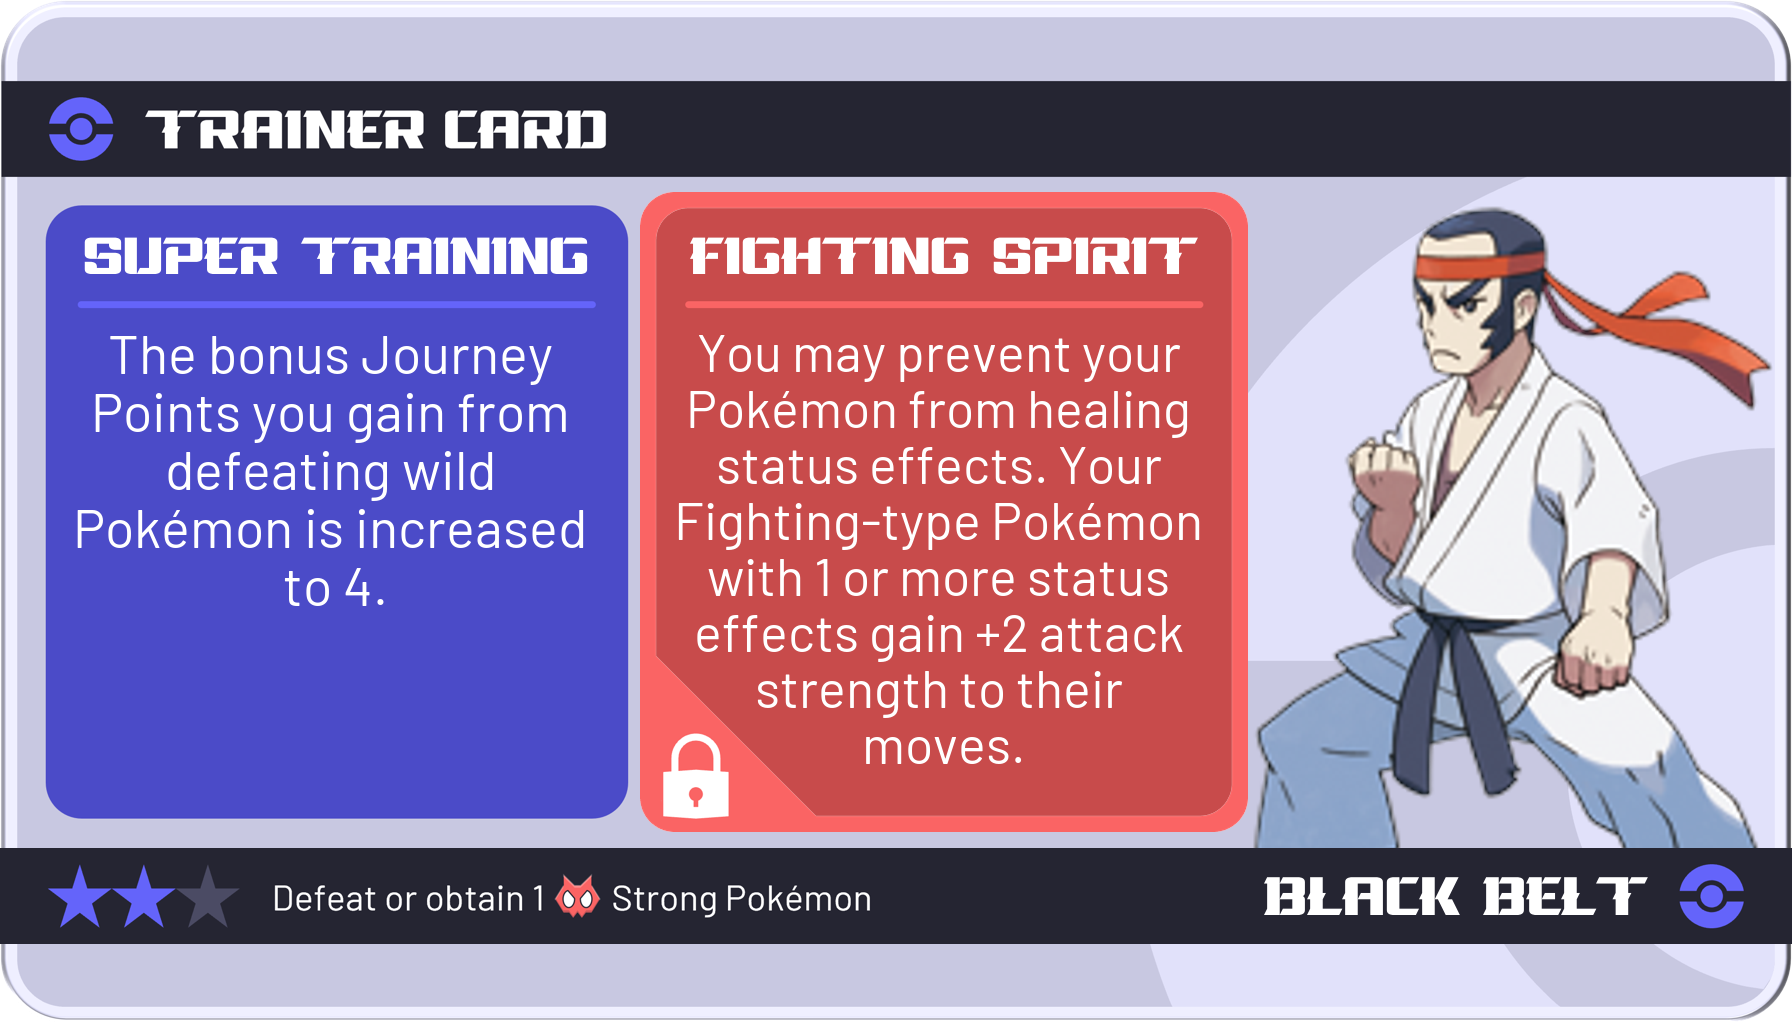 TRAINER CARD
SUPER TRAINING
The bonus Journey
Points you gain from
defeating wild
Pokémon is increased
to 4.
FIGHTING SPIRIT
You may prevent your
Pokémon from healing
status effects. Your
Fighting-type Pokémon
with 1 or more status
effects gain +2 attack
strength to their
moves.
Defeat or obtain 1 Strong Pokémon
BLACK BELT